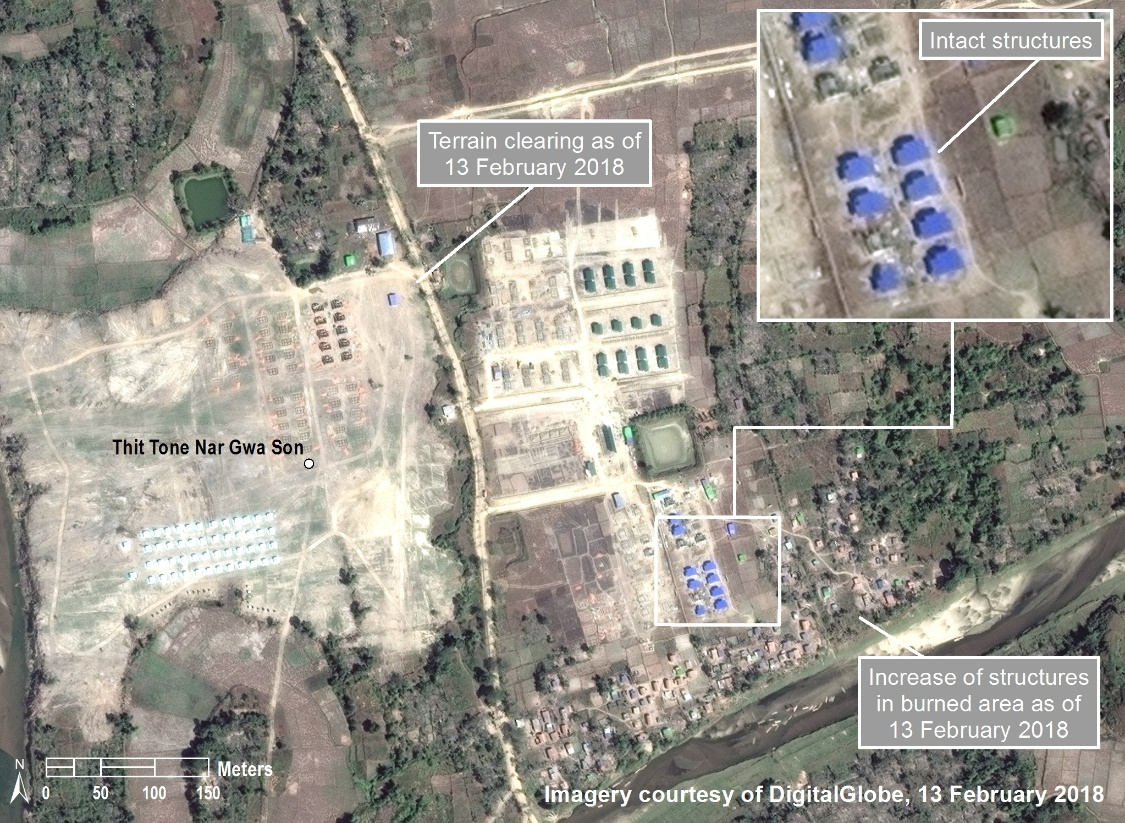 Intact structures
Terrain clearing as of
13 February 2018
Thit Tone Nar Gwa Son
Increase of structures
in burned area as of
13 February 2018
N
Meters
0 50 100 150
Imagery courtesy of DigitalGlobe, 13 February 2018